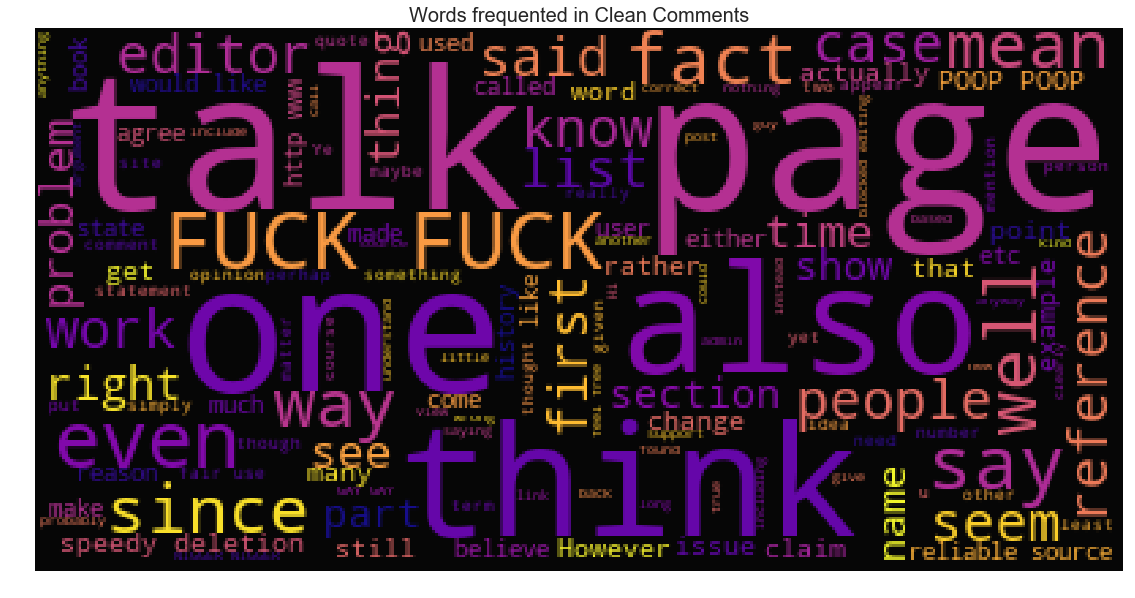 Words frequented in Clean Comments
anything
book
editor
quote
thing
used
said
fact
case
mean
would like
www
call
called
word
correct
nothing
actually
two
appear
POOP POOP
talk page
problem
agree
include
site
http
Ye
maybe
know
list
really
post
guy
blocked editing
mention
person
state
comment
FUCK FUCK
made
user
another
either
time
based
point
kind
get
opinion
perhap
something
rather
show
that
etc
statement
work
one
also
matter
course
understand
little
history
thought
like
first
given
Hi
could
admin
instead
yet
anyway
example
well
reference
right
put
simply
much
way
come
view
saying
section
change
support
people
idea
number
need
say
even
though
see
many
reason
fair use
think
found
link
term
back
long
true
including
give
name
u
other
seem
least
make
probably
since
part
speedy deletion
still
believe
However
issue
claim
reliable source